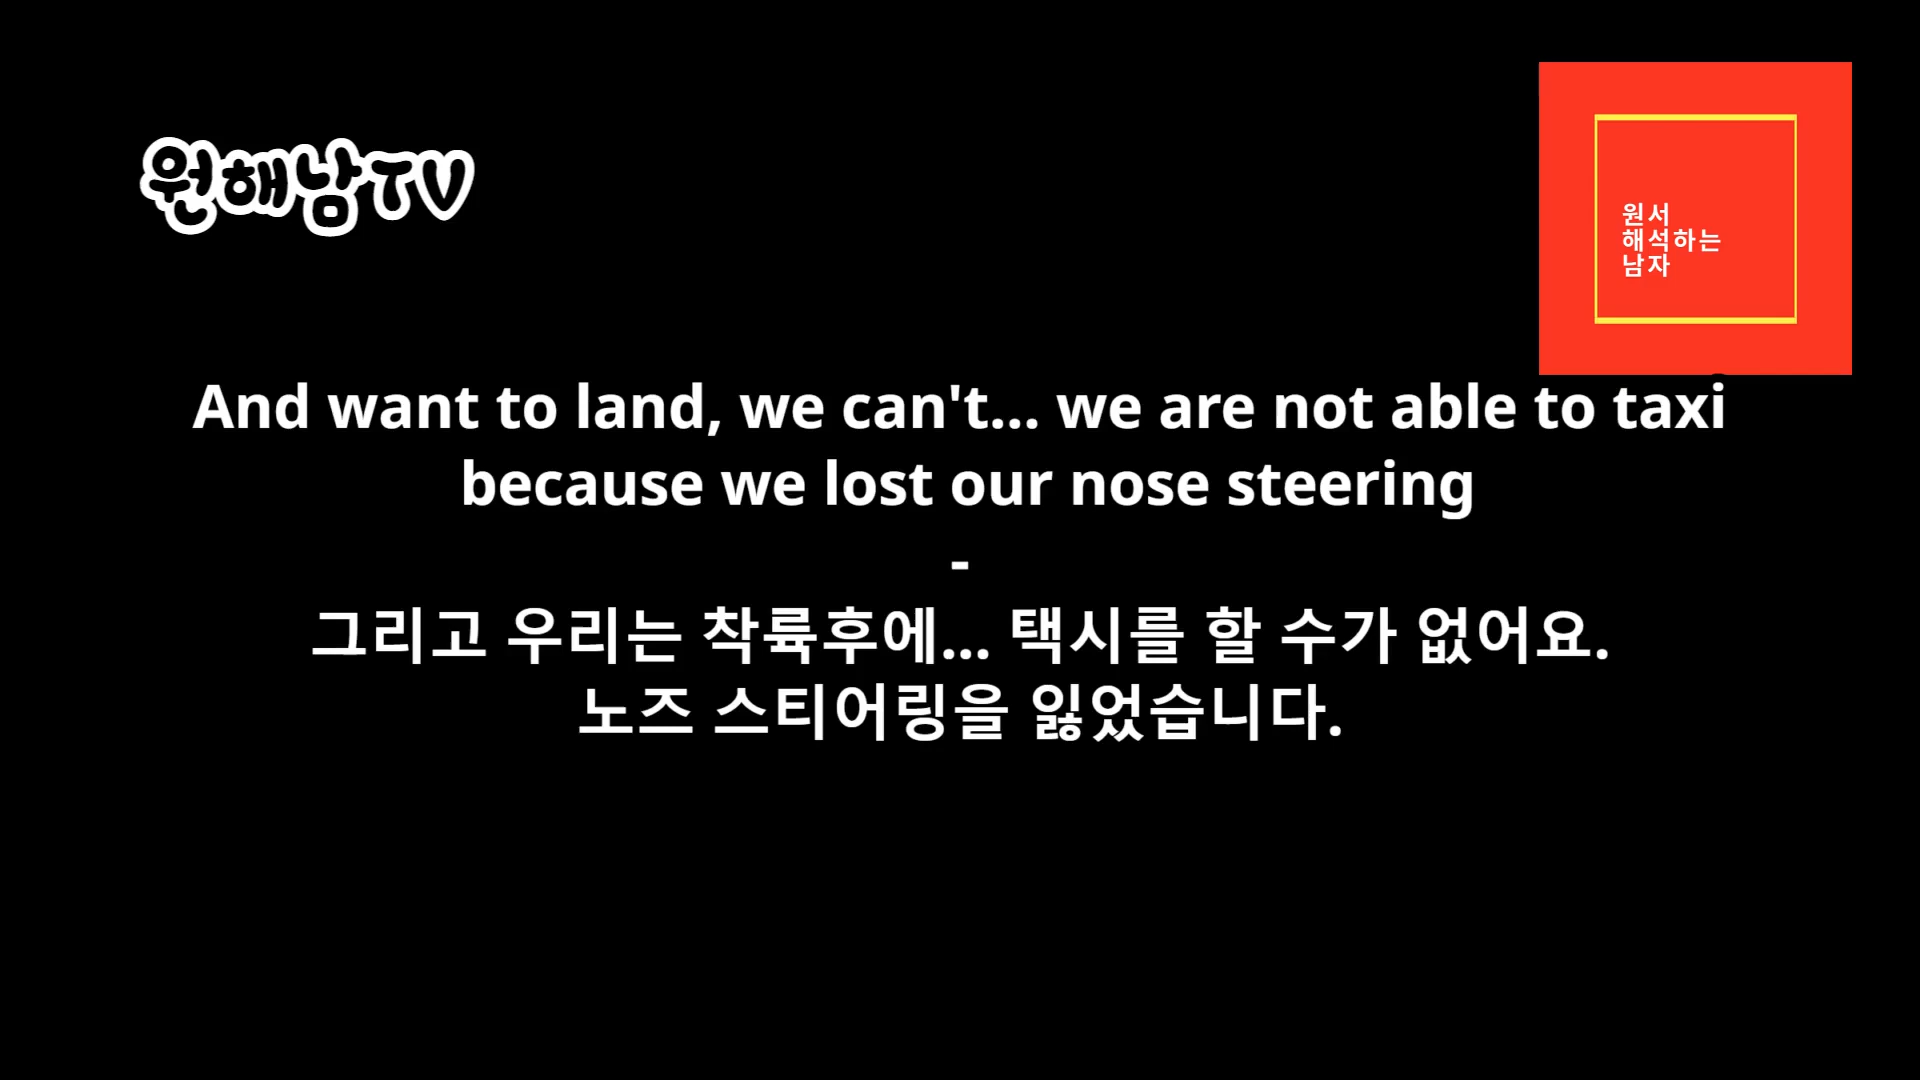 원해남TV
원서
해석하는
남자
And want to land, we can't... we are not able to taxi
because we lost our nose steering
-
그리고 우리는 착륙후에... 택시를 할 수가 없어요.
노즈 스티어링을 잃었습니다.